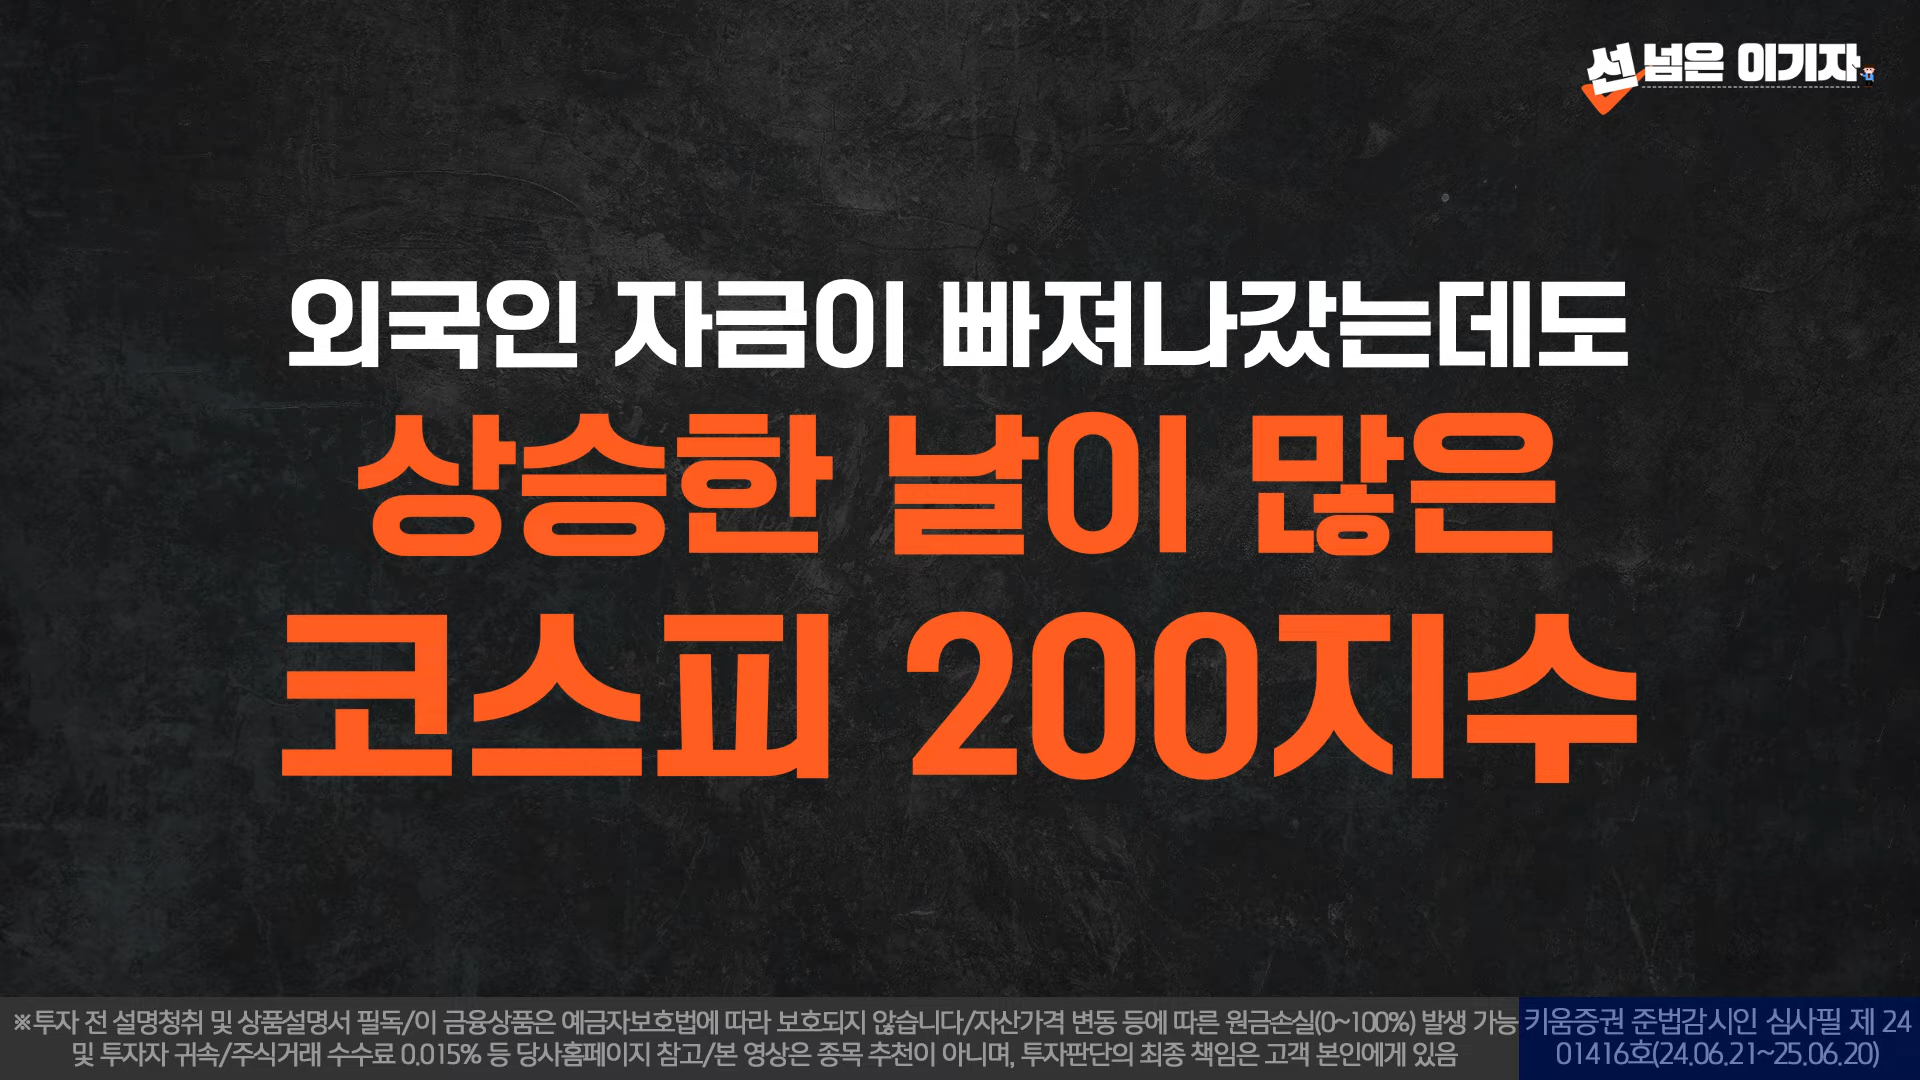 선 넘은 이기자
외국인 자금이 빠져나갔는데도
상승한 날이 많은
코스피 200지수
※투자 전 설명청취 및 상품설명서 필독/이 금융상품은 예금자보호법에 따라 보호되지 않습니다/자산가격 변동 등에 따른 원금손실(0~100%) 발생 가능
및 투자자 귀속/주식거래 수수료 0.015% 등 당사홈페이지 참고/본 영상은 종목 추천이 아니며, 투자판단의 최종 책임은 고객 본인에게 있음
키움증권 준법감시인 심사필 제 24
01416호(24.06.21~25.06.20)